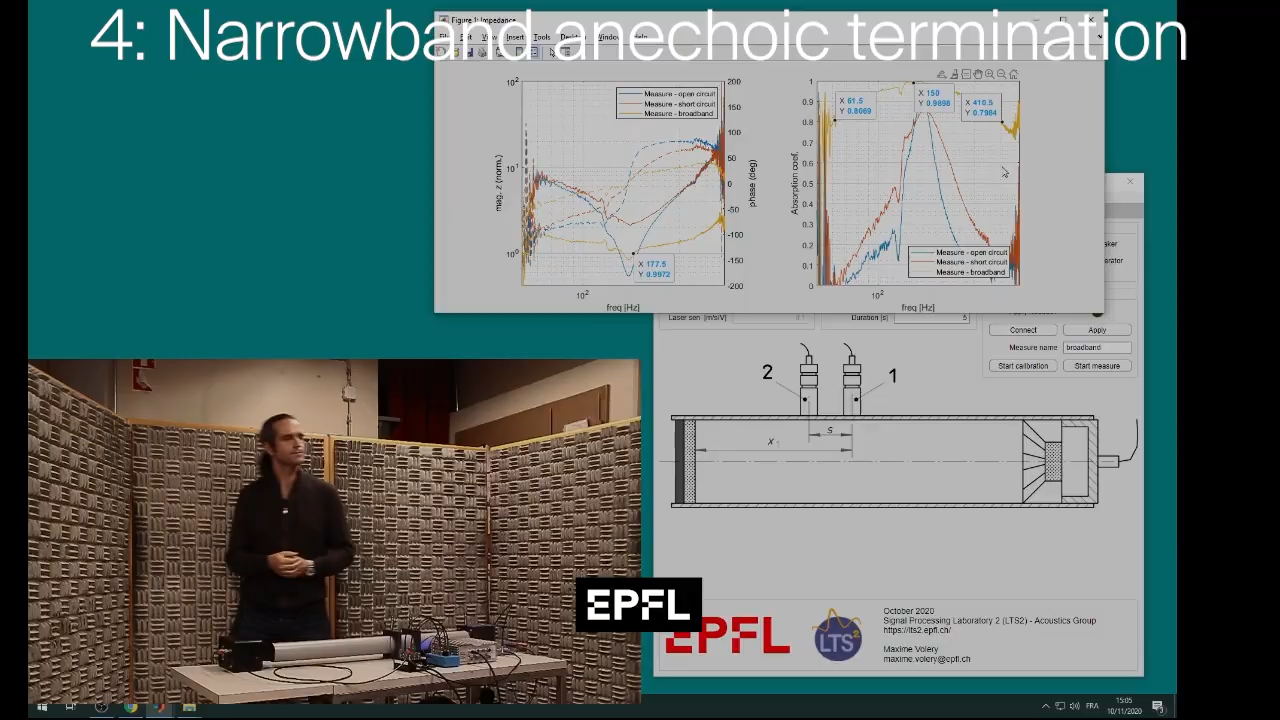 4: Narrowband anechoic termination
Figure 1: Impedance
Insert Tools
Measure - open circuit
Measure - short circuit
Measure - broadband
10²
10¹
10⁰
mag. z (norm.)
200
150
100
50
0
-50
-100
-150
-200
phase (deg)
X 177.5
Y 0.9972
10²
freq [Hz]
1
0.9
0.8
0.7
0.6
0.5
0.4
0.3
0.2
0.1
0
Absorption coef.
X 61.5
Y 0.8069
X 150
Y 0.9898
X 410.5
Y 0.7984
Measure - open circuit
Measure - short circuit
Measure - broadband
10²
freq [Hz]
Laser sen [m/s/V]
Duration [s]
5
Connect
Apply
Measure name
broadband
Start calibration
Start measure
2
1
s
x
EPFL
EPFL
LTS2
October 2020
Signal Processing Laboratory 2 (LTS2) - Acoustics Group
https://lts2.epfl.ch/
Maxime Volery
maxime.volery@epfl.ch
FRA
15:05
10/11/2020